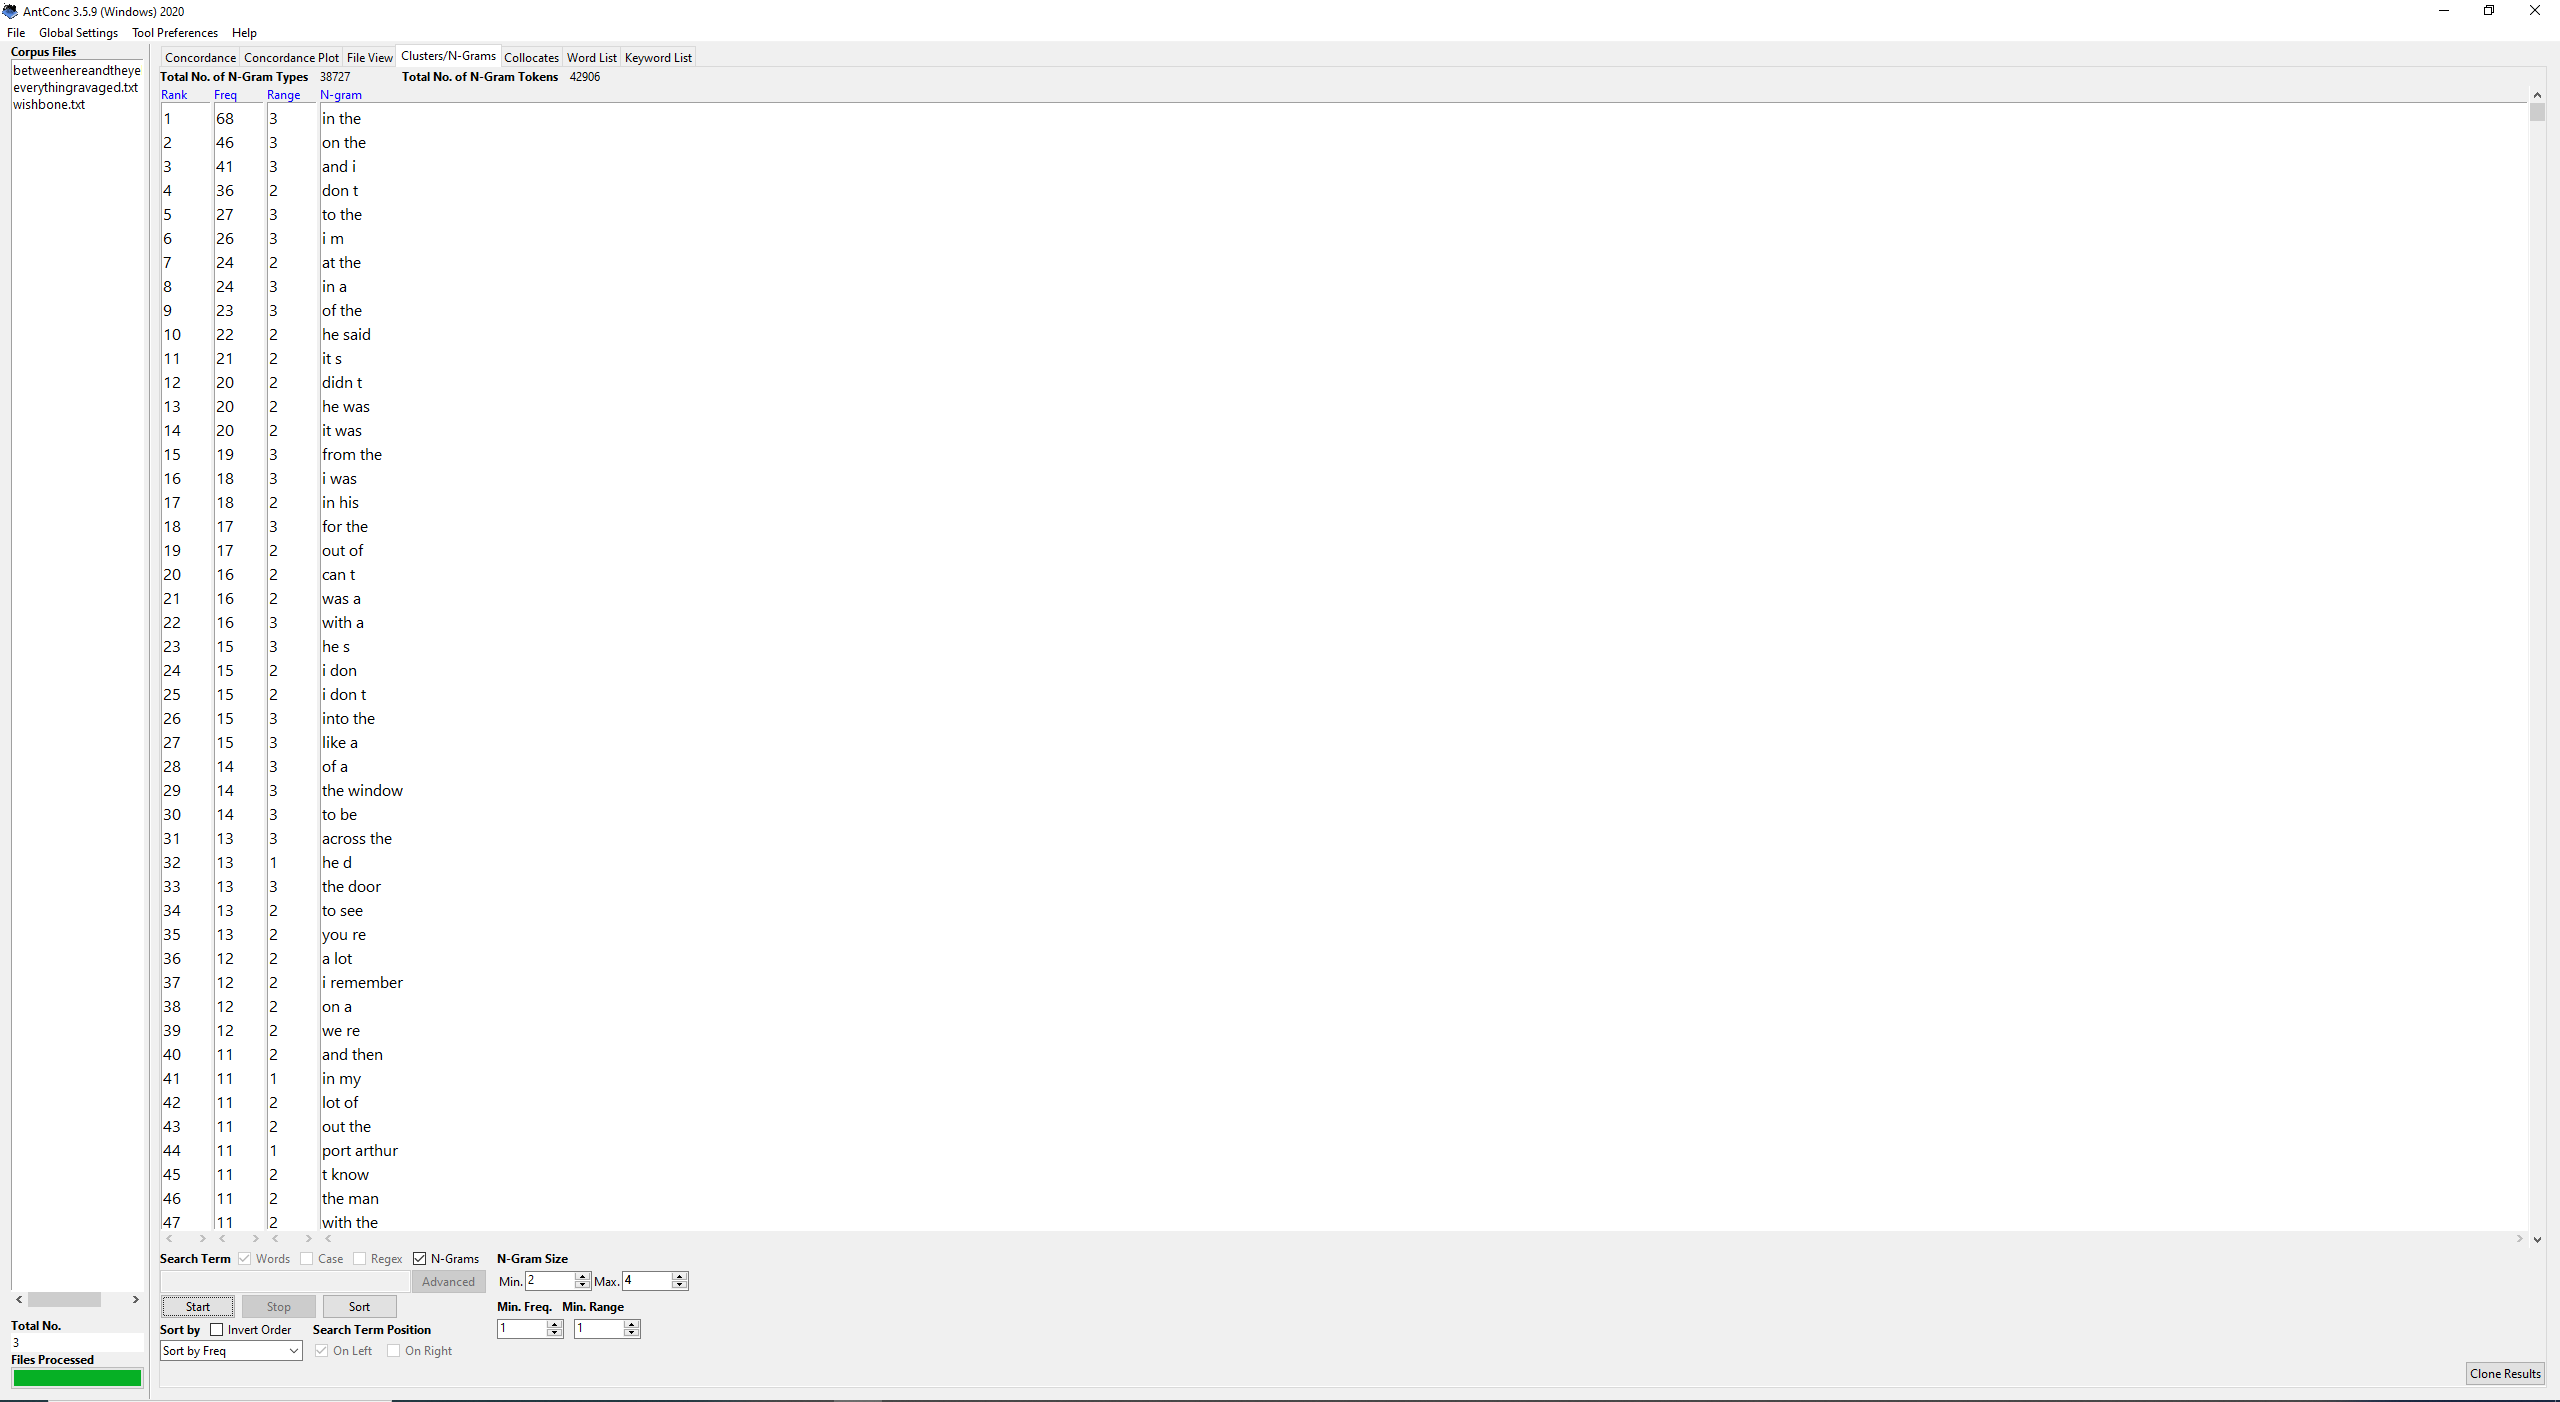 AntConc 3.5.9 (Windows) 2020
File Global Settings Tool Preferences Help
Corpus Files
betweenhereandtheye
everythingravaged.txt
wishbone.txt
Concordance Concordance Plot File View Clusters/N-Grams Collocates Word List Keyword List
Total No. of N-Gram Types 38727 Total No. of N-Gram Tokens 42906
Rank Freq Range N-gram
1 68 3 in the
2 46 3 on the
3 41 3 and i
4 36 2 don t
5 27 3 to the
6 26 3 i m
7 24 2 at the
8 24 3 in a
9 23 3 of the
10 22 2 he said
11 21 2 it s
12 20 2 didn t
13 20 2 he was
14 20 2 it was
15 19 3 from the
16 18 3 i was
17 18 2 in his
18 17 3 for the
19 17 2 out of
20 16 2 can t
21 16 2 was a
22 16 3 with a
23 15 3 he s
24 15 2 i don
25 15 2 i don t
26 15 3 into the
27 15 3 like a
28 14 3 of a
29 14 3 the window
30 14 3 to be
31 13 3 across the
32 13 1 he d
33 13 3 the door
34 13 2 to see
35 13 2 you re
36 12 2 a lot
37 12 2 i remember
38 12 2 on a
39 12 2 we re
40 11 2 and then
41 11 1 in my
42 11 2 lot of
43 11 2 out the
44 11 1 port arthur
45 11 2 t know
46 11 2 the man
47 11 2 with the
Search Term Words Case Regex N-Grams N-Gram Size
Advanced Min. 2 Max. 4
Start Stop Sort Min. Freq. Min. Range
1 1
Sort by Invert Order Search Term Position
Sort by Freq On Left On Right
Total No.
3
Files Processed
Clone Results